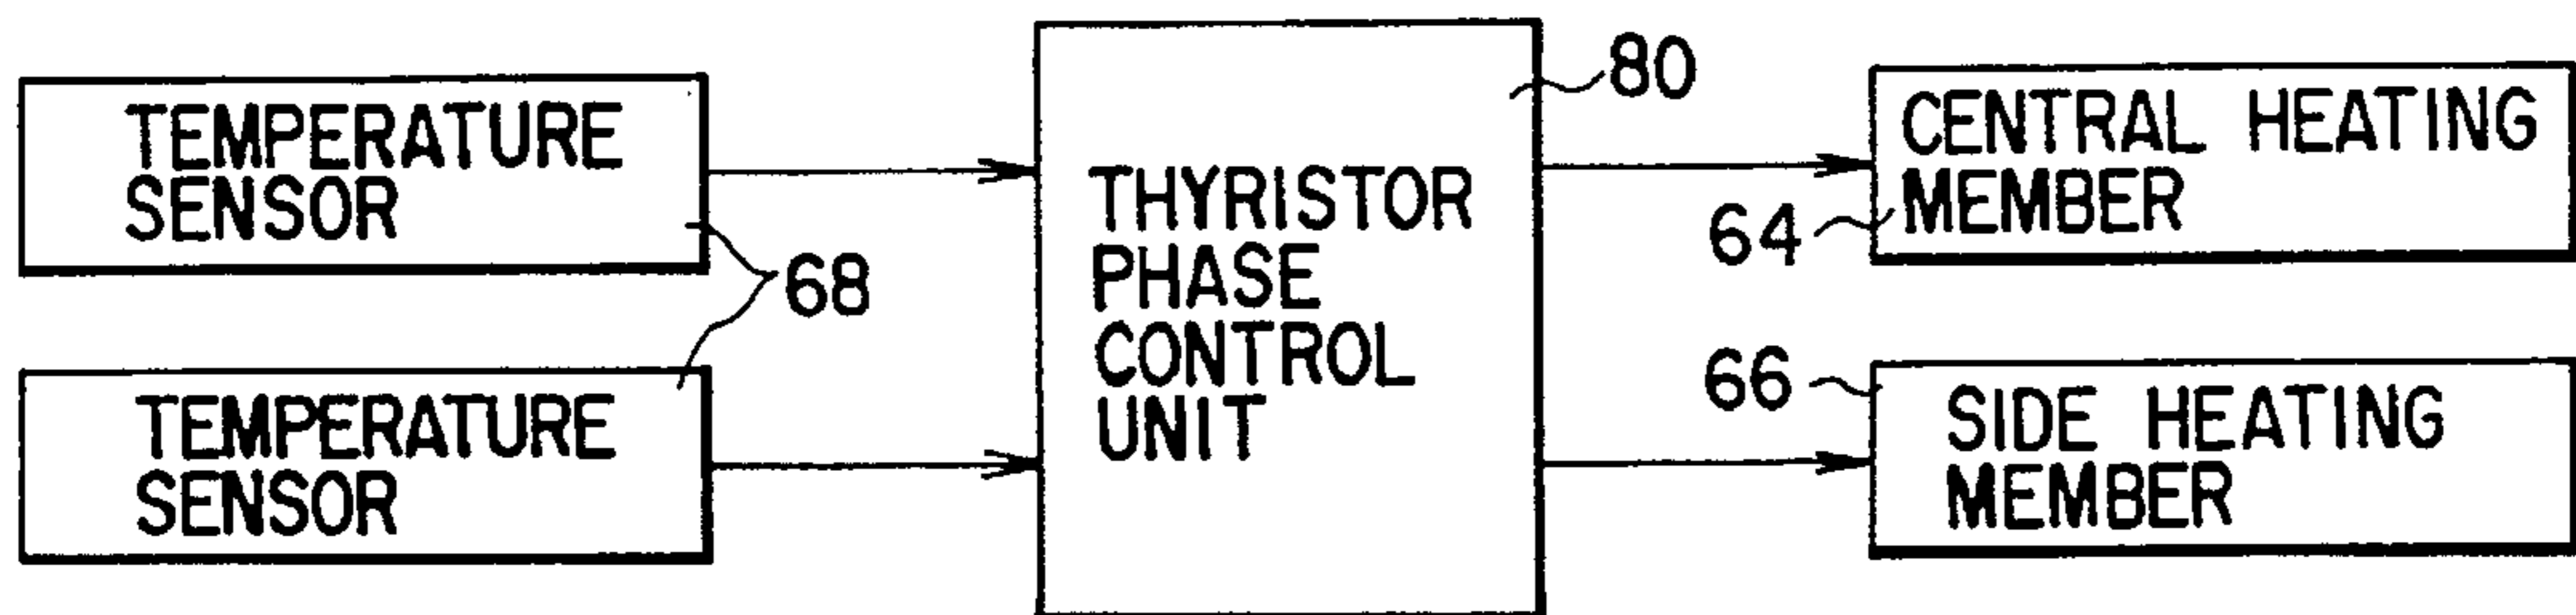 TEMPERATURE
SENSOR
68
TEMPERATURE
SENSOR
80
THYRISTOR
PHASE
CONTROL
UNIT
CENTRAL HEATING
MEMBER
64
66
SIDE HEATING
MEMBER